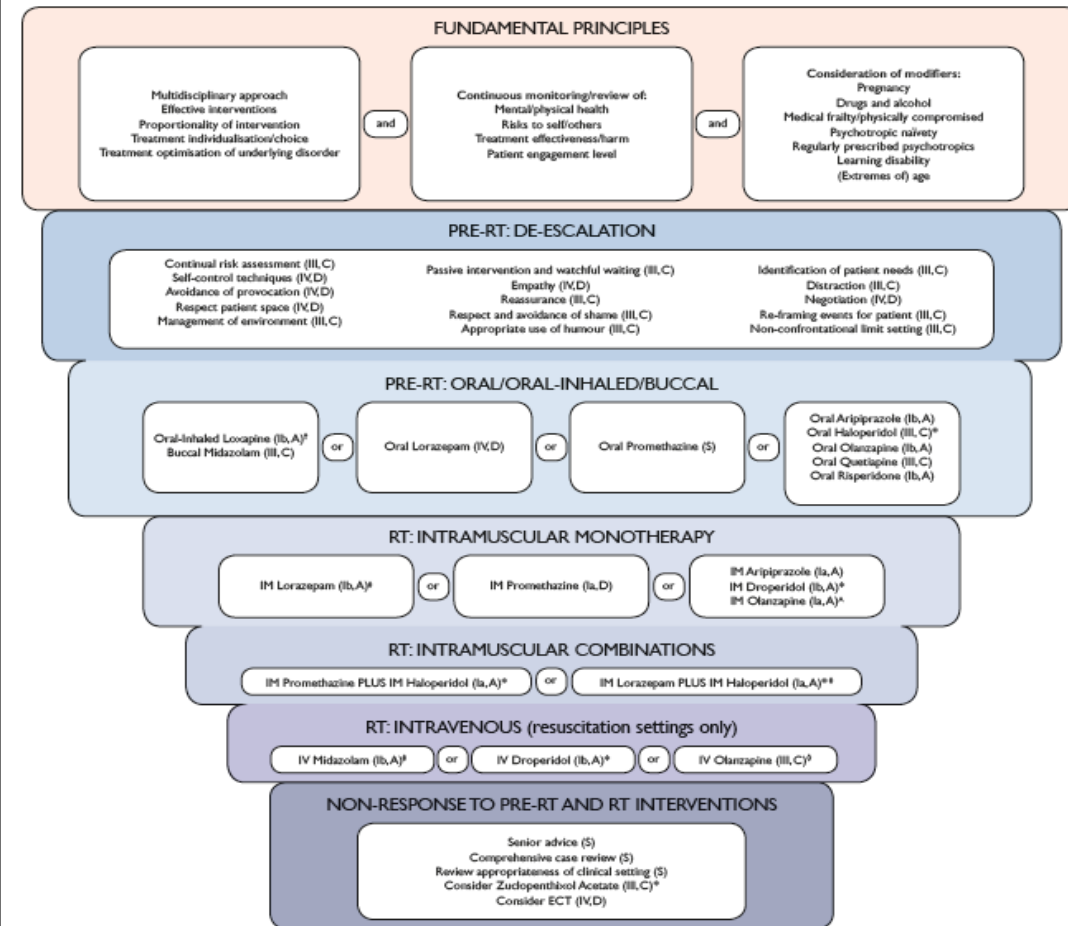 FUNDAMENTAL PRINCIPLES
Multidisciplinary approach
Effective interventions
Proportionality of intervention
Treatment individualisation/choice
Treatment optimisation of underlying disorder
and
Continuous monitoring/review of:
Mental/physical health
Risks to self/others
Treatment effectiveness/harm
Patient engagement level
and
Consideration of modifiers:
Pregnancy
Drugs and alcohol
Medical frailty/physically compromised
Psychotropic naïvety
Regularly prescribed psychotropics
Learning disability
(Extremes of) age
PRE-RT: DE-ESCALATION
Continual risk assessment (III,C)
Self-control techniques (IV,D)
Avoidance of provocation (IV,D)
Respect patient space (IV,D)
Management of environment (III,C)
Passive intervention and watchful waiting (III,C)
Empathy (IV,D)
Reassurance (III,C)
Respect and avoidance of shame (III,C)
Appropriate use of humour (III,C)
Identification of patient needs (III,C)
Distraction (III,C)
Negotiation (IV,D)
Re-framing events for patient (III,C)
Non-confrontational limit setting (III,C)
PRE-RT: ORAL/ORAL-INHALED/BUCCAL
Oral-Inhaled Loxapine (Ib,A)
Buccal Midazolam (III,C)
or
Oral Lorazepam (IV,D)
or
Oral Promethazine (S)
or
Oral Aripiprazole (Ib,A)
Oral Haloperidol (III,C)*
Oral Olanzapine (Ib,A)
Oral Quetiapine (III,C)
Oral Risperidone (Ib,A)
RT: INTRAMUSCULAR MONOTHERAPY
IM Lorazepam (Ib,A)
or
IM Promethazine (Ia,D)
or
IM Aripiprazole (Ia,A)
IM Droperidol (Ib,A)*
IM Olanzapine (Ia,A)^
RT: INTRAMUSCULAR COMBINATIONS
IM Promethazine PLUS IM Haloperidol (Ia,A)*
or
IM Lorazepam PLUS IM Haloperidol (Ia,A)*
RT: INTRAVENOUS (resuscitation settings only)
IV Midazolam (Ib,A)
or
IV Droperidol (Ib,A)*
or
IV Olanzapine (III,C)
NON-RESPONSE TO PRE-RT AND RT INTERVENTIONS
Senior advice (S)
Comprehensive case review (S)
Review appropriateness of clinical setting (S)
Consider Zuclopenthixol Acetate (III,C)*
Consider ECT (IV,D)